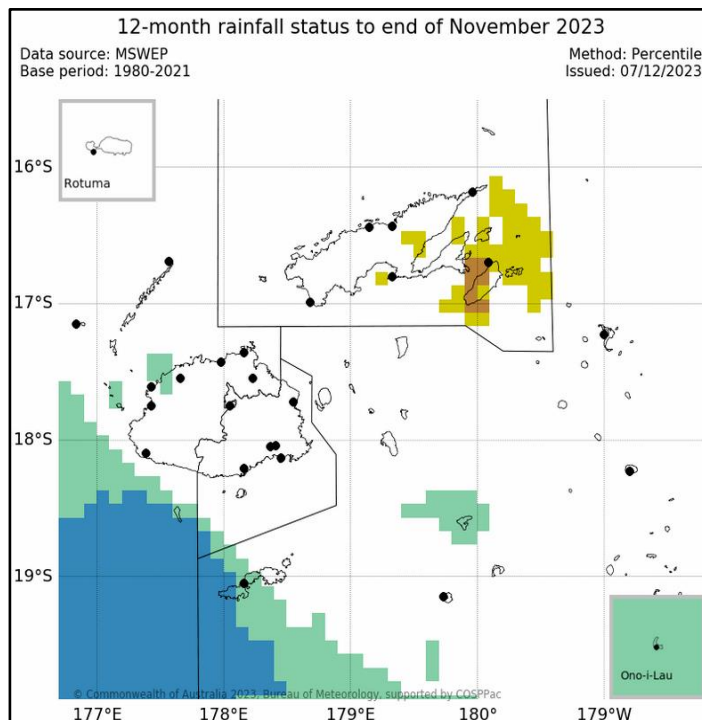 12-month rainfall status to end of November 2023
Data source: MSWEP
Method: Percentile
Base period: 1980-2021
Issued: 07/12/2023
Rotuma
16°S
17°S
18°S
19°S
Ono-i-Lau
© Commonwealth of Australia 2023, Bureau of Meteorology, supported by COSPPac
177°E
178°E
179°E
180°
179°W